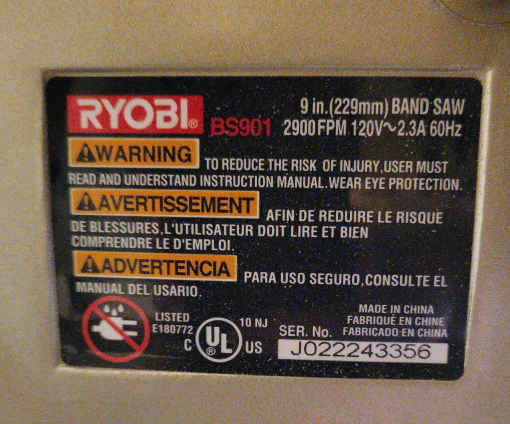 RYOBI® BS901 9 in.(229mm) BAND SAW
2900FPM 120V~2.3A 60Hz
WARNING TO REDUCE THE RISK OF INJURY,USER MUST
READ AND UNDERSTAND INSTRUCTION MANUAL.WEAR EYE PROTECTION.
AVERTISSEMENT AFIN DE REDUIRE LE RISQUE
DE BLESSURES,L'UTILISATEUR DOIT LIRE ET BIEN
COMPRENDRE LE D'EMPLOI.
ADVERTENCIA PARA USO SEGURO,CONSULTE EL
MANUAL DEL USARIO.
LISTED
E180772
C UL US
10 NJ
MADE IN CHINA
FABRIQUÉ EN CHINE
SER. No. FABRICADO EN CHINA
J022243356